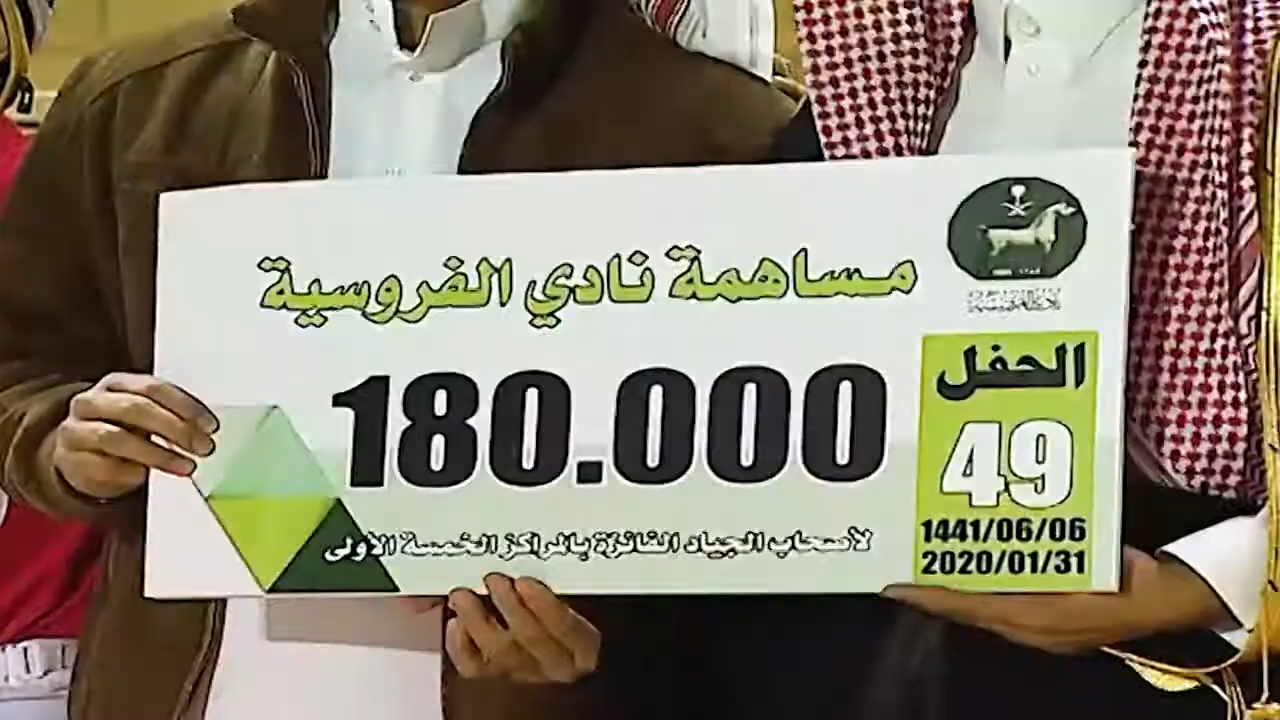 مساهمة نادي الفروسية
180.000
لأصحاب الجياد الفائزة بالمراكز الخمسة الأولى
الحفل
49
1441/06/06
2020/01/31